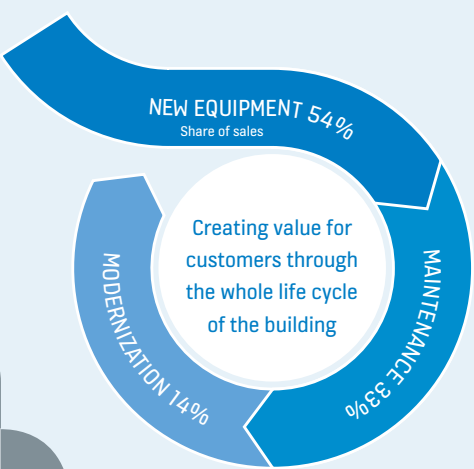 NEW EQUIPMENT 54%
Share of sales
Creating value for
customers through
the whole life cycle
of the building
MAINTENANCE 33%
MODERNIZATION 14%